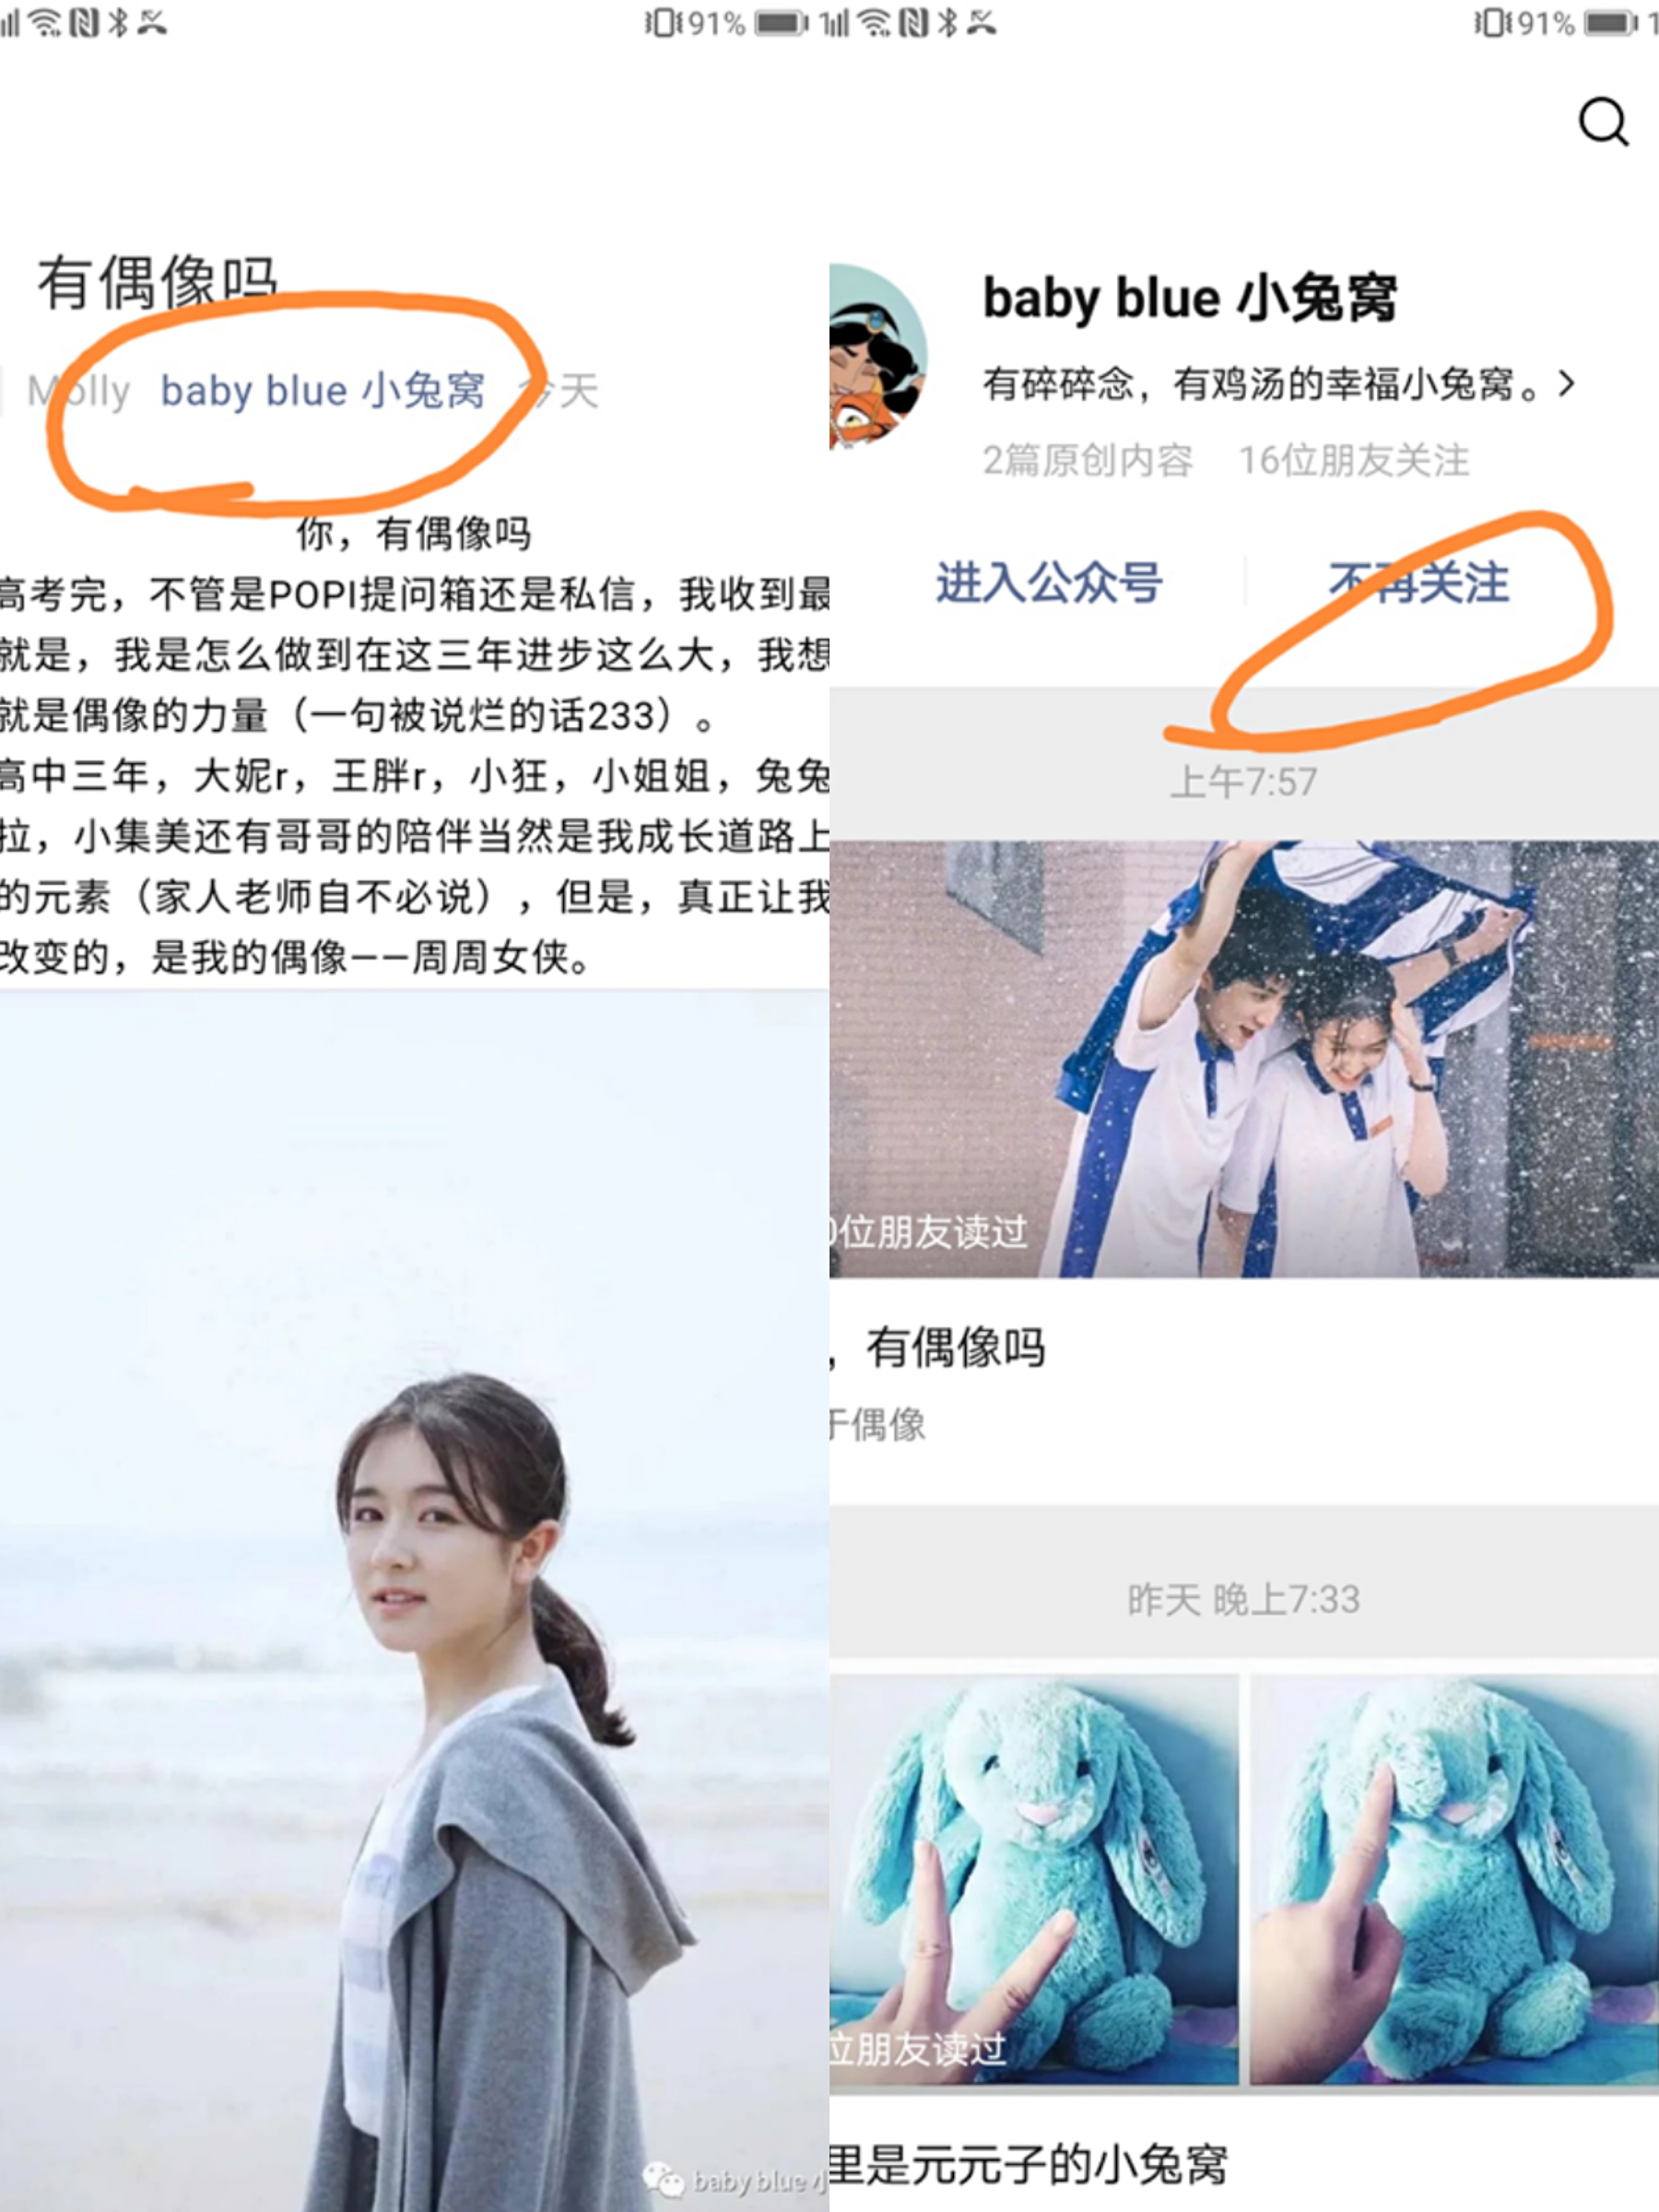 91%
有偶像吗
Molly baby blue 小兔窝 今天
你，有偶像吗
高考完，不管是POPI提问箱还是私信，我收到最
就是，我是怎么做到在这三年进步这么大，我想
就是偶像的力量（一句被说烂的话233）。
高中三年，大妮r，王胖r，小狂，小姐姐，兔兔
拉，小集美还有哥哥的陪伴当然是我成长道路上
的元素（家人老师自不必说），但是，真正让我
改变的，是我的偶像——周周女侠。
baby blue 小
91%
baby blue 小兔窝
有碎碎念，有鸡汤的幸福小兔窝。
2篇原创内容 16位朋友关注
进入公众号 不再关注
上午7:57
位朋友读过
，有偶像吗
于偶像
昨天 晚上7:33
位朋友读过
里是元元子的小兔窝